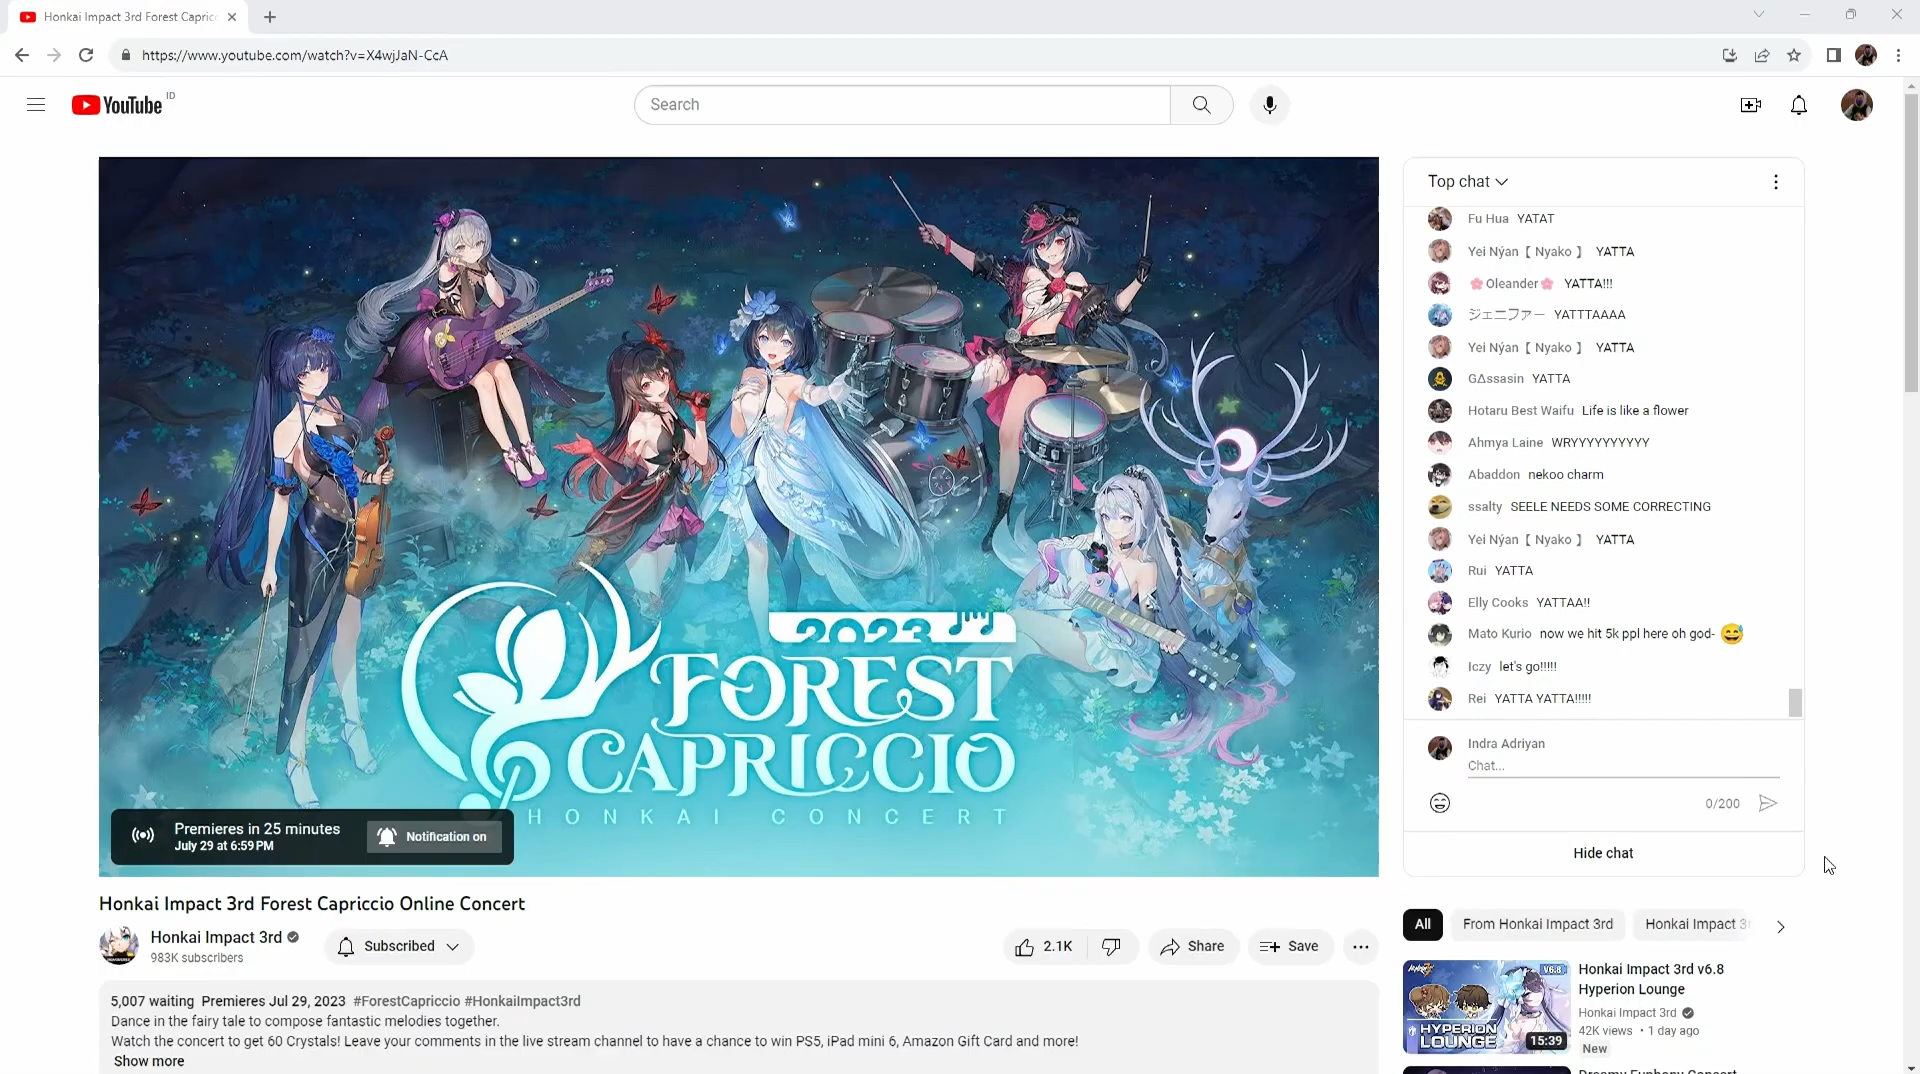 Honkai Impact 3rd Forest Capricc
https://www.youtube.com/watch?v=X4wjJaN-CcA
YouTube ID
Search
2023
FOREST
CAPRICCIO
HONKAI CONCERT
Premieres in 25 minutes
July 29 at 6:59 PM
Notification on
Top chat
Fu Hua YATAT
Yei Nýan【 Nyako 】 YATTA
🌸Oleander🌸 YATTA!!!
ジェニファー YATTTAAAA
Yei Nýan【 Nyako 】 YATTA
GΔssasin YATTA
Hotaru Best Waifu Life is like a flower
Ahmya Laine WRYYYYYYYYYY
Abaddon nekoo charm
ssalty SEELE NEEDS SOME CORRECTING
Yei Nýan【 Nyako 】 YATTA
Rui YATTA
Elly Cooks YATTAA!!
Mato Kurio now we hit 5k ppl here oh god- 😅
Iczy let's go!!!!!
Rei YATTA YATTA!!!!!
Indra Adriyan
Chat...
0/200
Hide chat
Honkai Impact 3rd Forest Capriccio Online Concert
Honkai Impact 3rd
983K subscribers
Subscribed
2.1K
Share
Save
5,007 waiting Premieres Jul 29, 2023 #ForestCapriccio #HonkaiImpact3rd
Dance in the fairy tale to compose fantastic melodies together.
Watch the concert to get 60 Crystals! Leave your comments in the live stream channel to have a chance to win PS5, iPad mini 6, Amazon Gift Card and more!
Show more
All
From Honkai Impact 3rd
Honkai Impact 3r
V6.8
HYPERION
LOUNGE
15:39
Honkai Impact 3rd v6.8
Hyperion Lounge
Honkai Impact 3rd
42K views • 1 day ago
New
Dreamy Euphony Concert